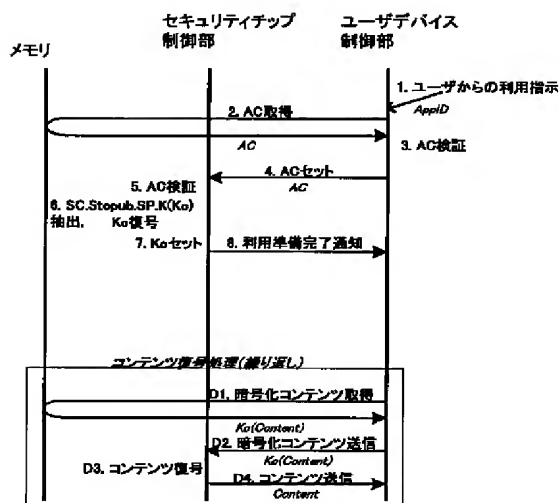 メモリ
セキュリティチップ
制御部
ユーザデバイス
制御部
1. ユーザからの利用指示
AppID
2. AC取得
AC
3. AC検証
4. ACセット
AC
5. AC検証
6. SC.Stopub.SP.K(Kc)
抽出, Kc復号
7. Kcセット
8. 利用準備完了通知
コンテンツ復号処理(繰り返し)
D1. 暗号化コンテンツ取得
Kc(Content)
D2. 暗号化コンテンツ送信
Kc(Content)
D3. コンテンツ復号
D4. コンテンツ送信
Content